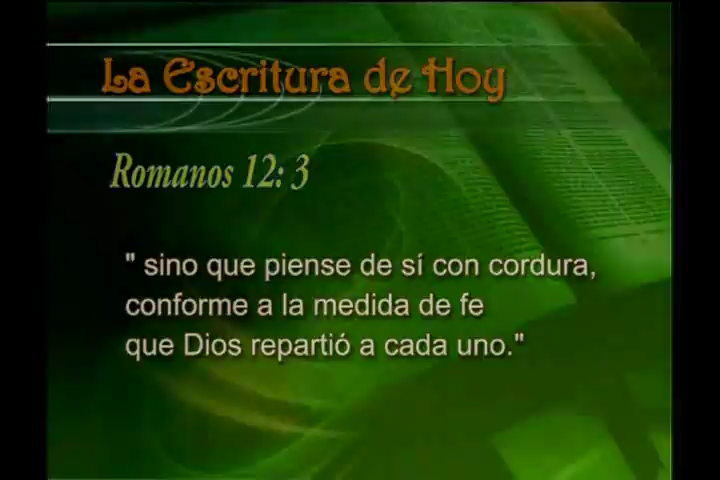 La Escritura de Hoy
Romanos 12: 3
" sino que piense de sí con cordura,
conforme a la medida de fe
que Dios repartió a cada uno."